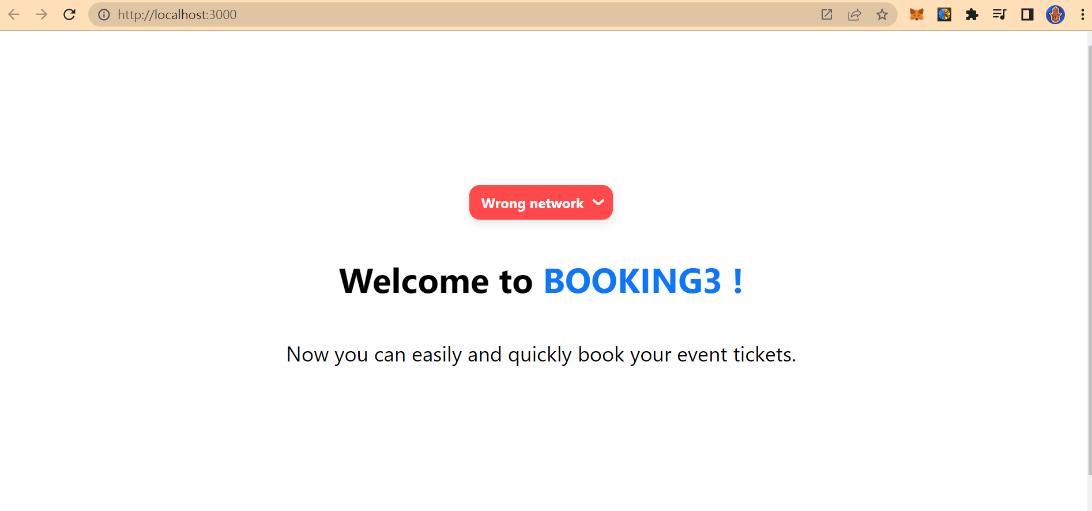 http://localhost:3000
Wrong network
Welcome to BOOKING3 !
Now you can easily and quickly book your event tickets.